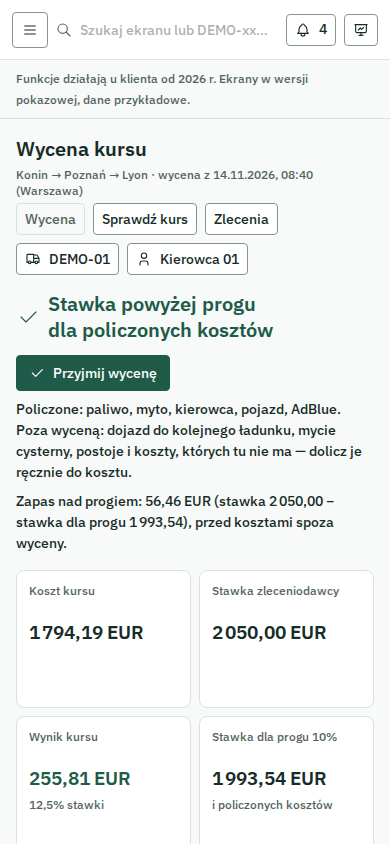 Szukaj ekranu lub DEMO-xx...
4
Funkcje działają u klienta od 2026 r. Ekrany w wersji
pokazowej, dane przykładowe.
Wycena kursu
Konin → Poznań → Lyon · wycena z 14.11.2026, 08:40
(Warszawa)
Wycena
Sprawdź kurs
Zlecenia
DEMO-01
Kierowca 01
Stawka powyżej progu
dla policzonych kosztów
Przyjmij wycenę
Policzone: paliwo, myto, kierowca, pojazd, AdBlue.
Poza wyceną: dojazd do kolejnego ładunku, mycie
cysterny, postoje i koszty, których tu nie ma — dolicz je
ręcznie do kosztu.
Zapas nad progiem: 56,46 EUR (stawka 2 050,00 –
stawka dla progu 1 993,54), przed kosztami spoza
wyceny.
Koszt kursu
1 794,19 EUR
Stawka zleceniodawcy
2 050,00 EUR
Wynik kursu
255,81 EUR
12,5% stawki
Stawka dla progu 10%
1 993,54 EUR
i policzonych kosztów